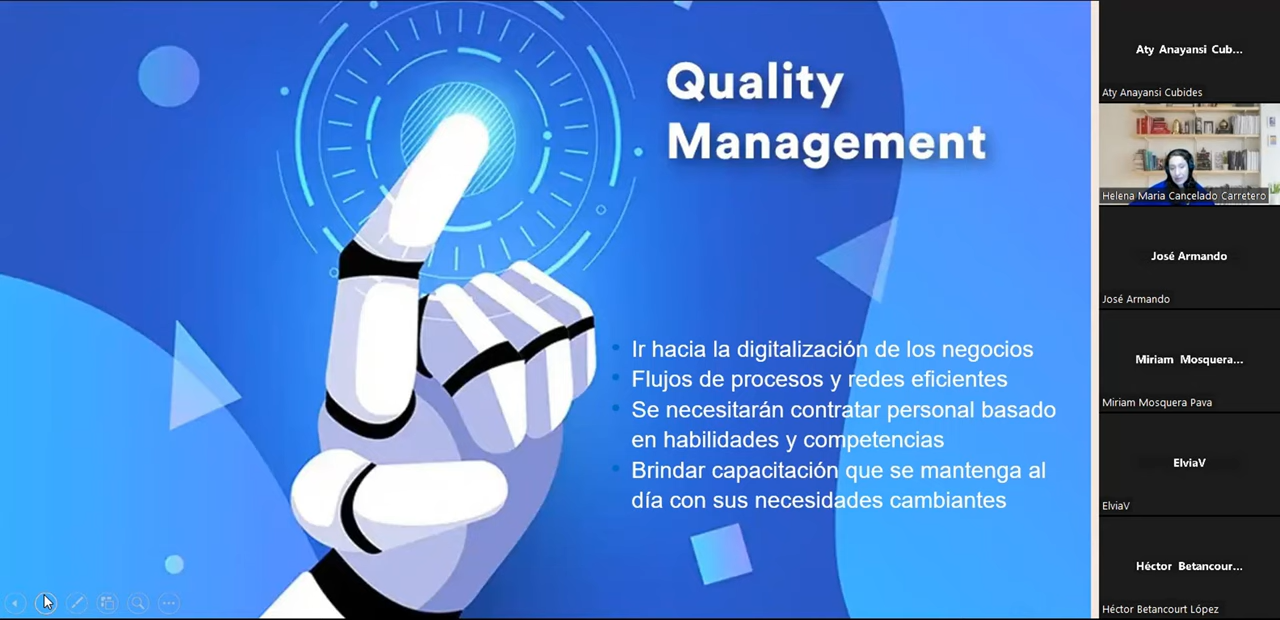 Quality
Management
Ir hacia la digitalización de los negocios
Flujos de procesos y redes eficientes
Se necesitarán contratar personal basado
en habilidades y competencias
Brindar capacitación que se mantenga al
día con sus necesidades cambiantes
Aty Anayansi Cub...
Aty Anayansi Cubides
Helena Maria Cancelado Carretero
José Armando
José Armando
Miriam Mosquera...
Miriam Mosquera Pava
ElviaV
ElviaV
Héctor Betancour...
Héctor Betancourt López